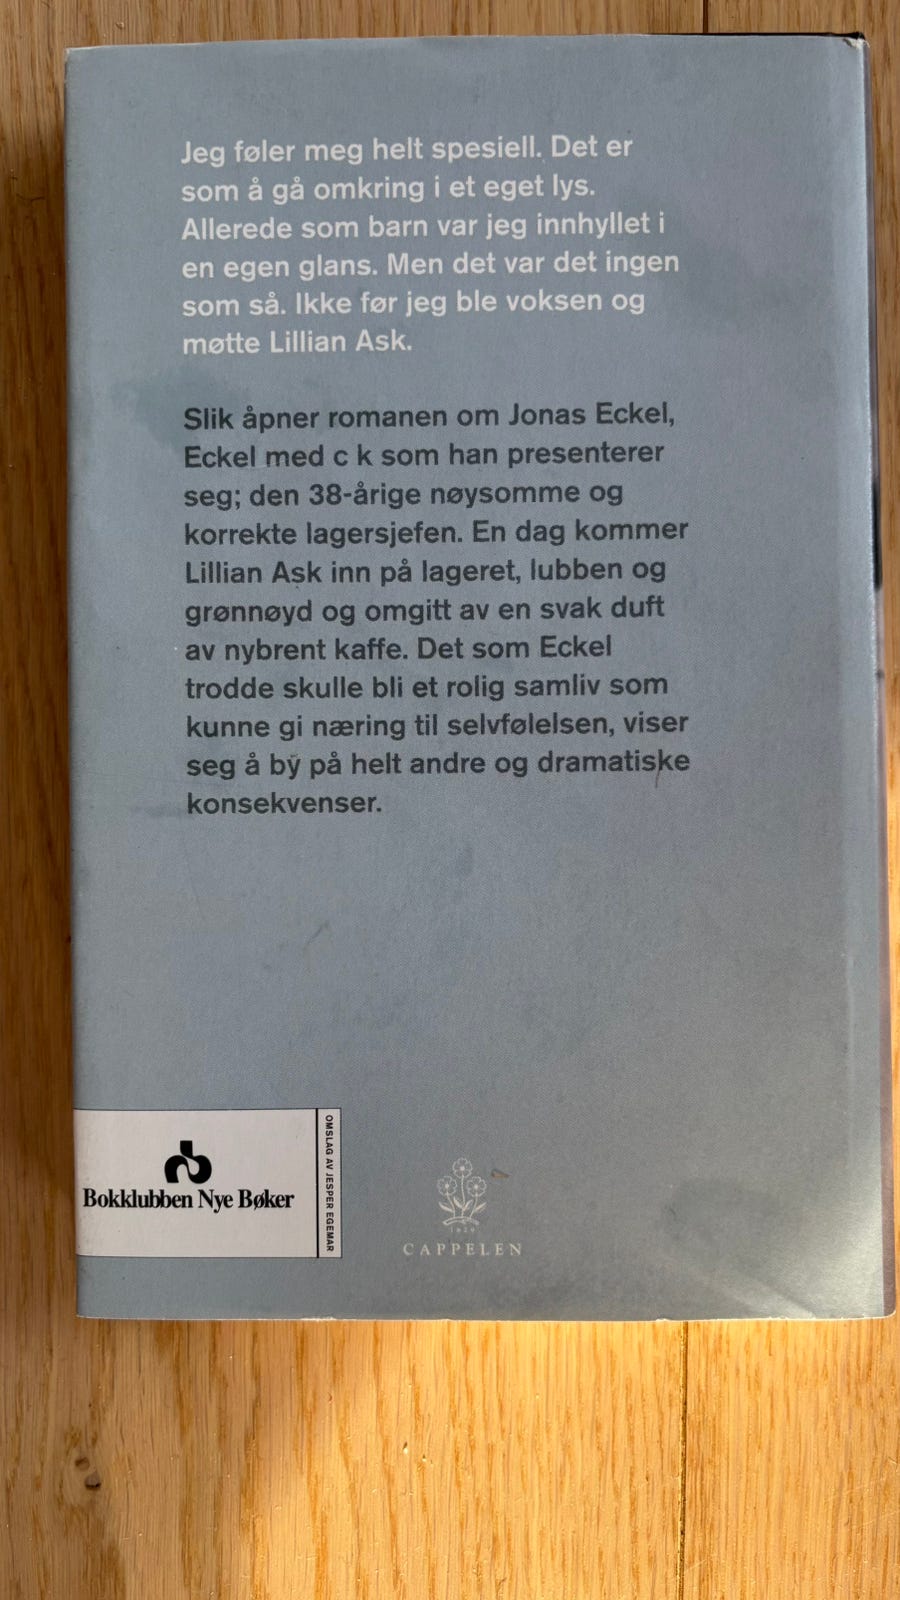 Jeg føler meg helt spesiell. Det er
som å gå omkring i et eget lys.
Allerede som barn var jeg innhyllet i
en egen glans. Men det var det ingen
som så. Ikke før jeg ble voksen og
møtte Lillian Ask.
Slik åpner romanen om Jonas Eckel,
Eckel med c k som han presenterer
seg; den 38-årige nøysomme og
korrekte lagersjefen. En dag kommer
Lillian Ask inn på lageret, lubben og
grønnøyd og omgitt av en svak duft
av nybrent kaffe. Det som Eckel
trodde skulle bli et rolig samliv som
kunne gi næring til selvfølelsen, viser
seg å by på helt andre og dramatiske
konsekvenser.
Bokklubben Nye Bøker
OMSLAG AV JESPER EGEMAR
1829
CAPPELEN